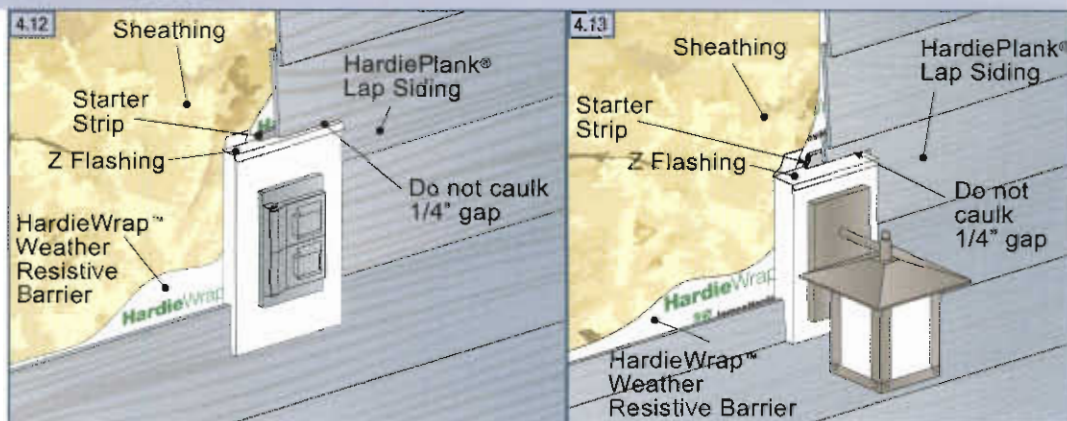 4.12
Sheathing
HardiePlank®
Lap Siding
Starter
Strip
Z Flashing
Do not caulk
1/4" gap
HardieWrap™
Weather
Resistive
Barrier
HardieWrap
4.13
Sheathing
HardiePlank®
Lap Siding
Starter
Strip
Z Flashing
Do not
caulk
1/4" gap
HardieWrap
HardieWrap™
Weather
Resistive Barrier